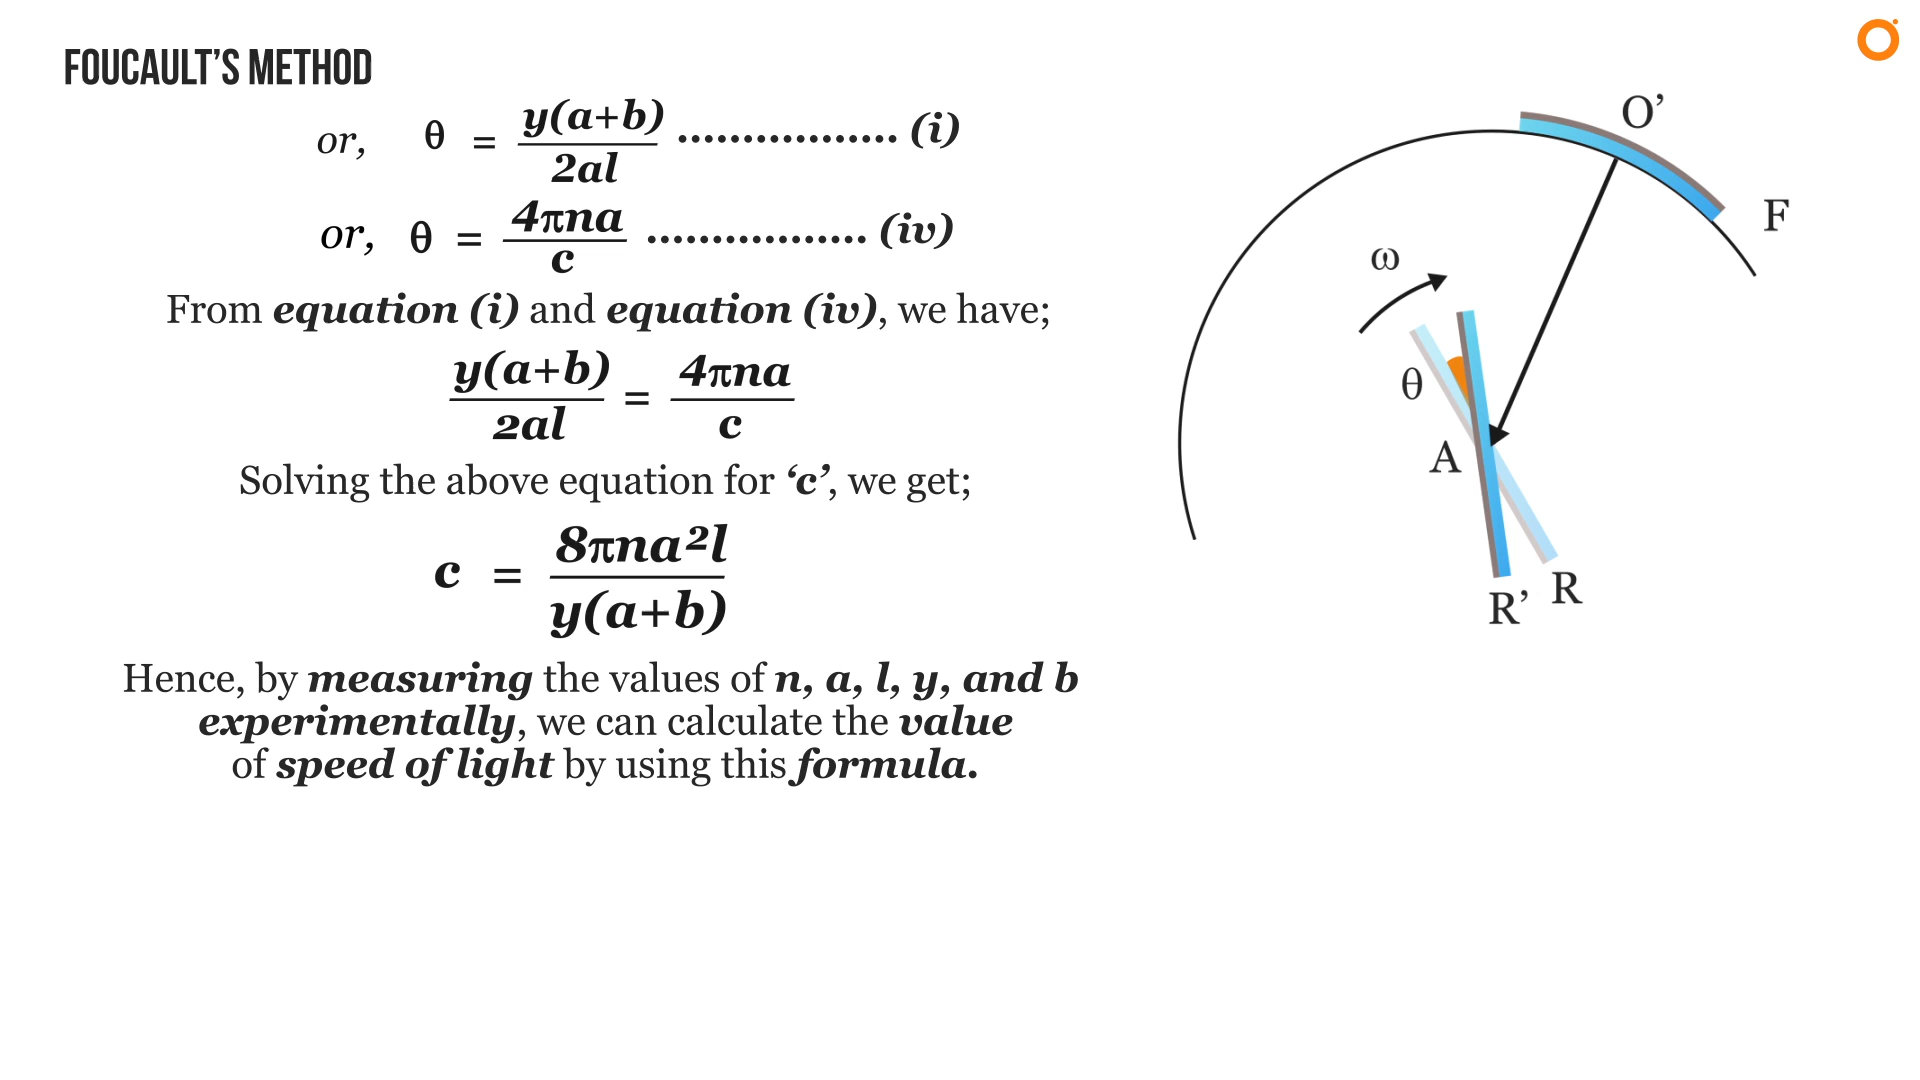 FOUCAULT’S METHOD
or, θ = y(a+b)/2al ................. (i)
or, θ = 4πna/c ................. (iv)
From equation (i) and equation (iv), we have;
y(a+b)/2al = 4πna/c
Solving the above equation for ‘c’, we get;
c = 8πna²l/y(a+b)
Hence, by measuring the values of n, a, l, y, and b
experimentally, we can calculate the value
of speed of light by using this formula.
O’
F
ω
θ
A
R’
R